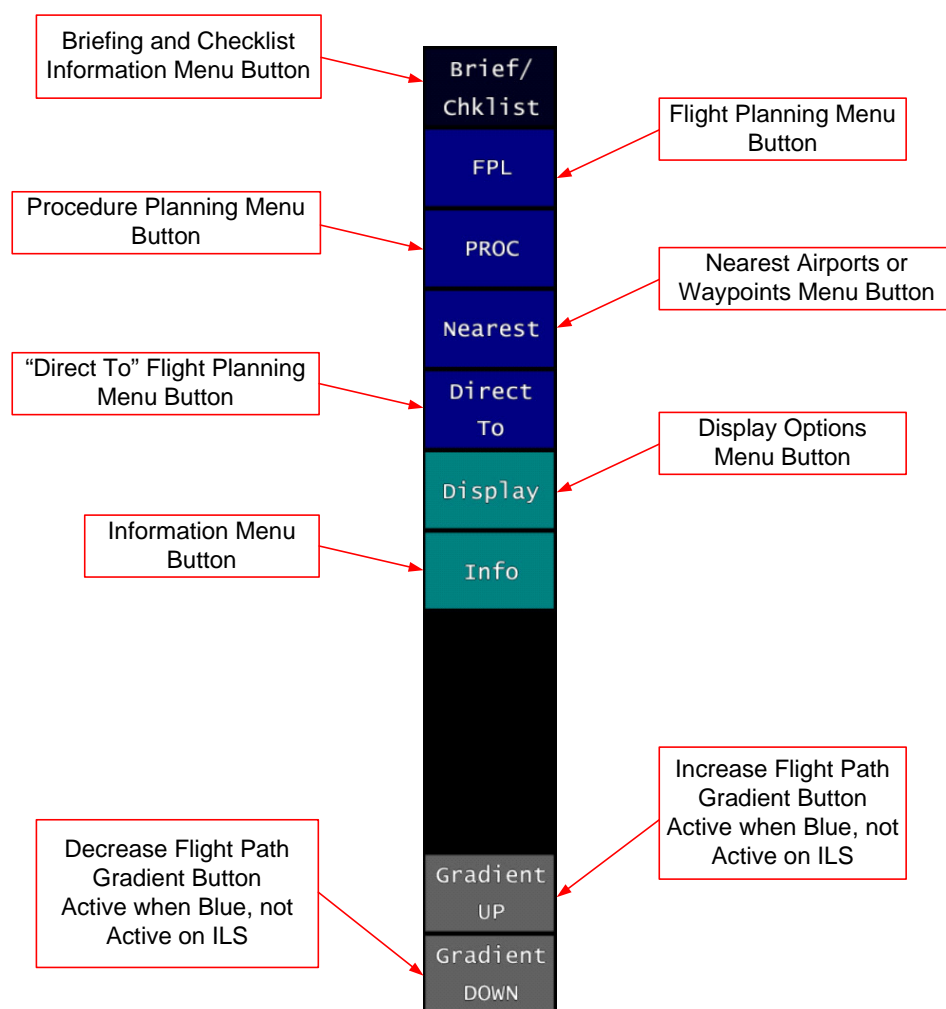 Briefing and Checklist
Information Menu Button
Brief/
Chklist
Flight Planning Menu
Button
FPL
Procedure Planning Menu
Button
PROC
Nearest Airports or
Waypoints Menu Button
Nearest
“Direct To” Flight Planning
Menu Button
Direct
To
Display Options
Menu Button
Display
Information Menu
Button
Info
Increase Flight Path
Gradient Button
Active when Blue, not
Active on ILS
Decrease Flight Path
Gradient Button
Active when Blue, not
Active on ILS
Gradient
UP
Gradient
DOWN